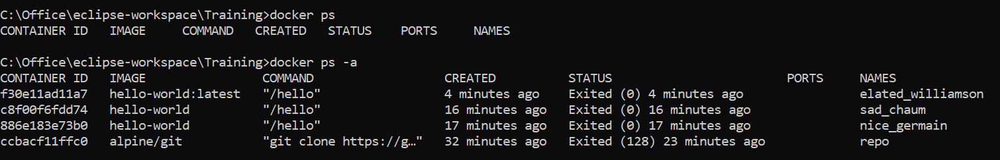 C:\Office\eclipse-workspace\Training>docker ps
CONTAINER ID   IMAGE     COMMAND   CREATED   STATUS    PORTS     NAMES
C:\Office\eclipse-workspace\Training>docker ps -a
CONTAINER ID   IMAGE                COMMAND                  CREATED          STATUS                        PORTS     NAMES
f30e11ad11a7   hello-world:latest   "/hello"                 4 minutes ago    Exited (0) 4 minutes ago                elated_williamson
c8f00f6fdd74   hello-world          "/hello"                 16 minutes ago   Exited (0) 16 minutes ago               sad_chaum
886e183e73b0   hello-world          "/hello"                 17 minutes ago   Exited (0) 17 minutes ago               nice_germain
ccbacf11ffc0   alpine/git           "git clone https://g…"   32 minutes ago   Exited (128) 23 minutes ago             repo